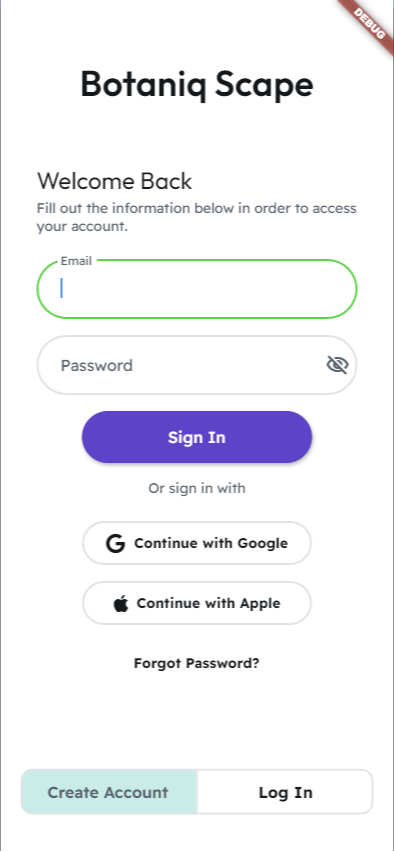 DEBUG
Botaniq Scape
Welcome Back
Fill out the information below in order to access
your account.
Email
Password
Sign In
Or sign in with
Continue with Google
Continue with Apple
Forgot Password?
Create Account
Log In